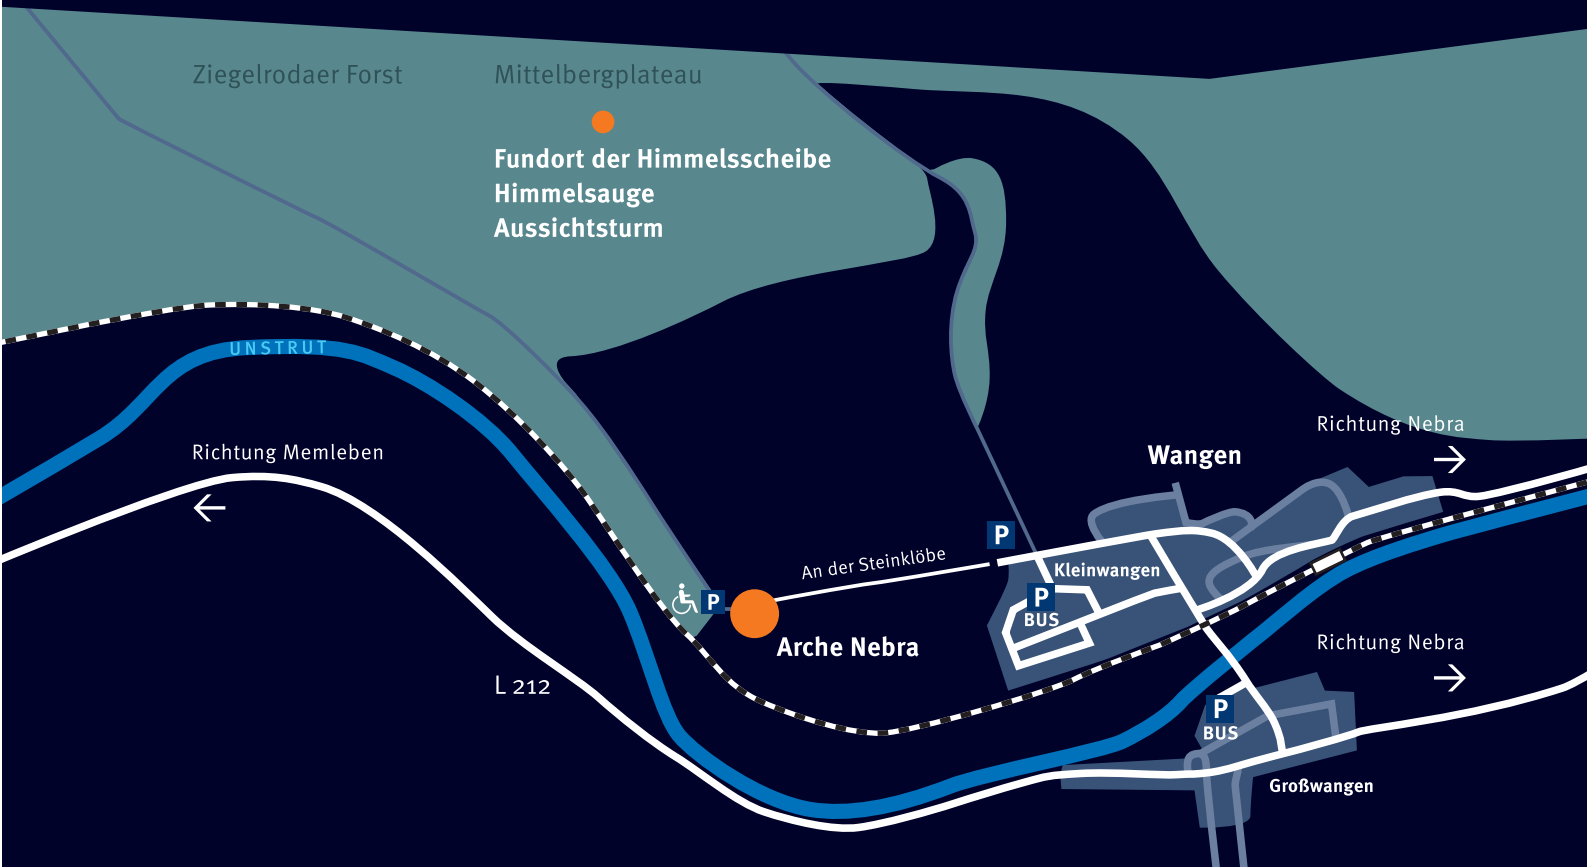 Ziegelrodaer Forst
Mittelbergplateau
Fundort der Himmelsscheibe
Himmelsauge
Aussichtsturm
UNSTRUT
Richtung Memleben
Richtung Nebra
Wangen
P
An der Steinklöbe
Kleinwangen
P
P
BUS
Arche Nebra
Richtung Nebra
L 212
P
BUS
Großwangen